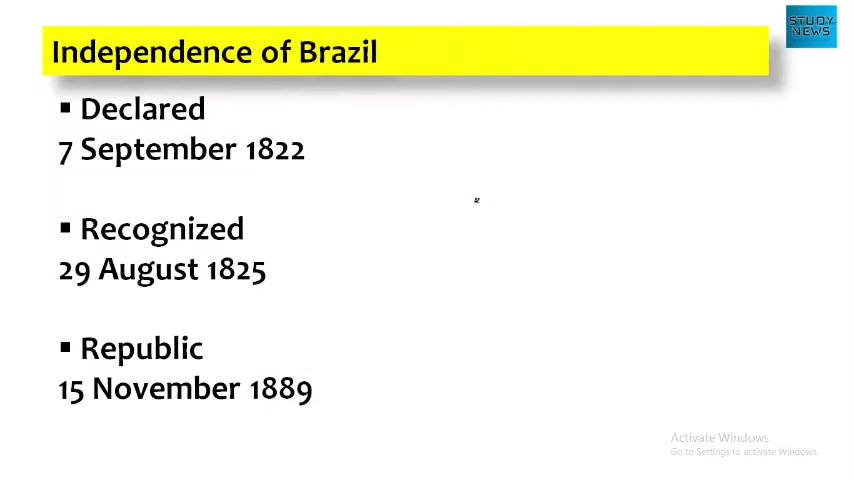 STUDY
NEWS
Independence of Brazil
▪ Declared
7 September 1822
▪ Recognized
29 August 1825
▪ Republic
15 November 1889
Activate Windows
Go to Settings to activate Windows.